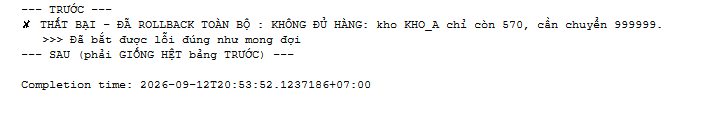 --- TRƯỚC ---
✘ THẤT BẠI - ĐÃ ROLLBACK TOÀN BỘ : KHÔNG ĐỦ HÀNG: kho KHO_A chỉ còn 570, cần chuyển 999999.
>>> Đã bắt được lỗi đúng như mong đợi
--- SAU (phải GIỐNG HỆT bảng TRƯỚC) ---
Completion time: 2026-09-12T20:53:52.1237186+07:00